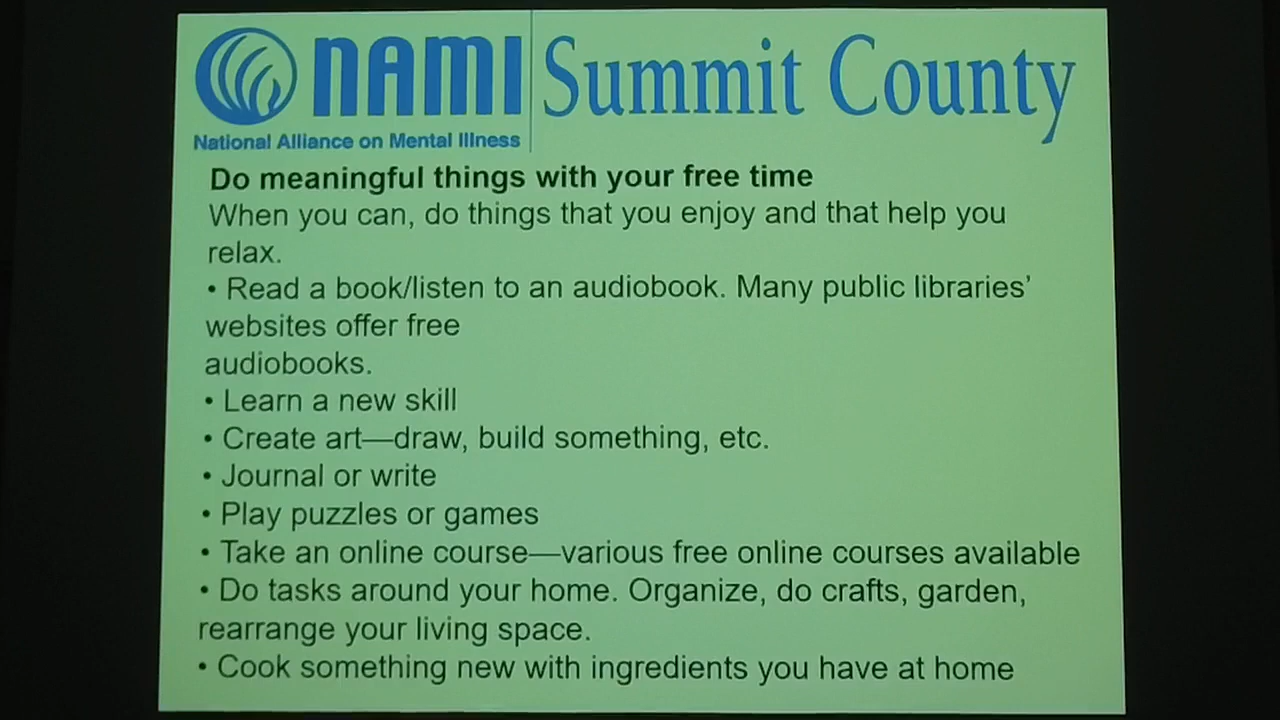 NAMI Summit County
National Alliance on Mental Illness
Do meaningful things with your free time
When you can, do things that you enjoy and that help you
relax.
• Read a book/listen to an audiobook. Many public libraries’
websites offer free
audiobooks.
• Learn a new skill
• Create art—draw, build something, etc.
• Journal or write
• Play puzzles or games
• Take an online course—various free online courses available
• Do tasks around your home. Organize, do crafts, garden,
rearrange your living space.
• Cook something new with ingredients you have at home